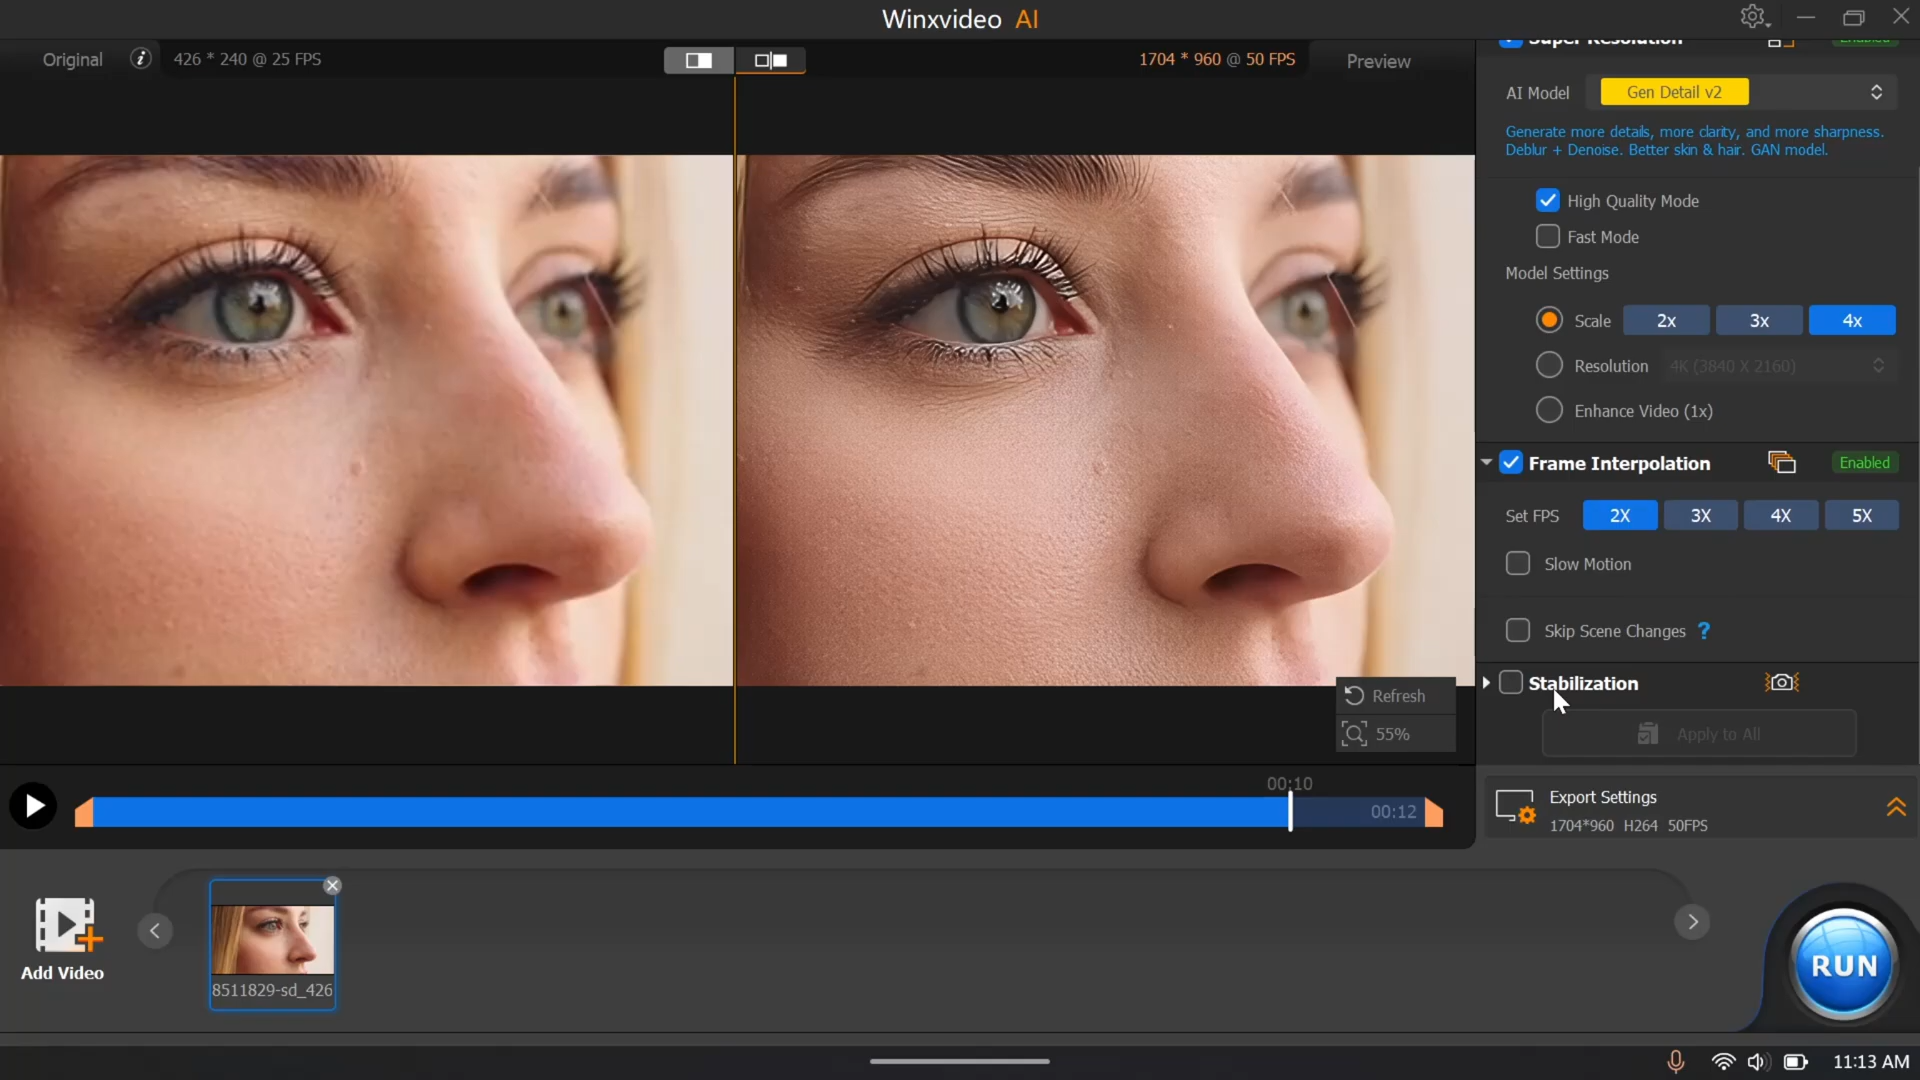 Winxvideo AI
Original
426 * 240 @ 25 FPS
1704 * 960 @ 50 FPS
Preview
Super Resolution
Enabled
AI Model
Gen Detail v2
Generate more details, more clarity, and more sharpness.
Deblur + Denoise. Better skin & hair. GAN model.
High Quality Mode
Fast Mode
Model Settings
Scale
2x
3x
4x
Resolution
4K (3840 X 2160)
Enhance Video (1x)
Frame Interpolation
Enabled
Set FPS
2X
3X
4X
5X
Slow Motion
Skip Scene Changes ?
Stabilization
Refresh
55%
Apply to All
00:10
00:12
Export Settings
1704*960 H264 50FPS
Add Video
8511829-sd_426
RUN
11:13 AM